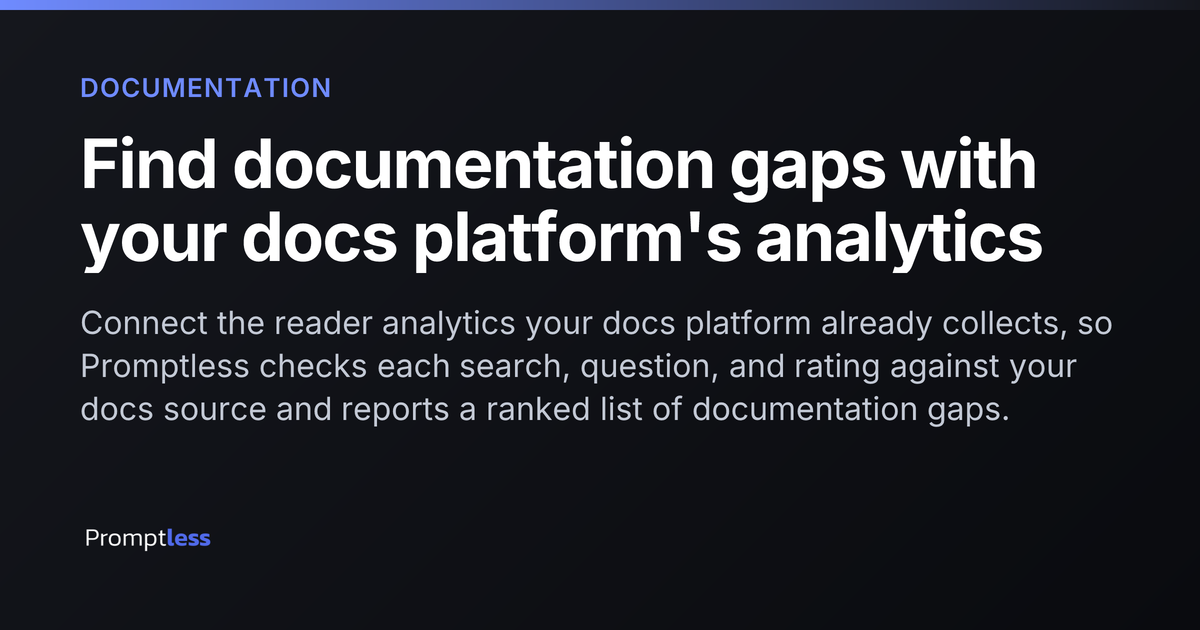 DOCUMENTATION
Find documentation gaps with
your docs platform's analytics
Connect the reader analytics your docs platform already collects, so
Promptless checks each search, question, and rating against your
docs source and reports a ranked list of documentation gaps.
Promptless